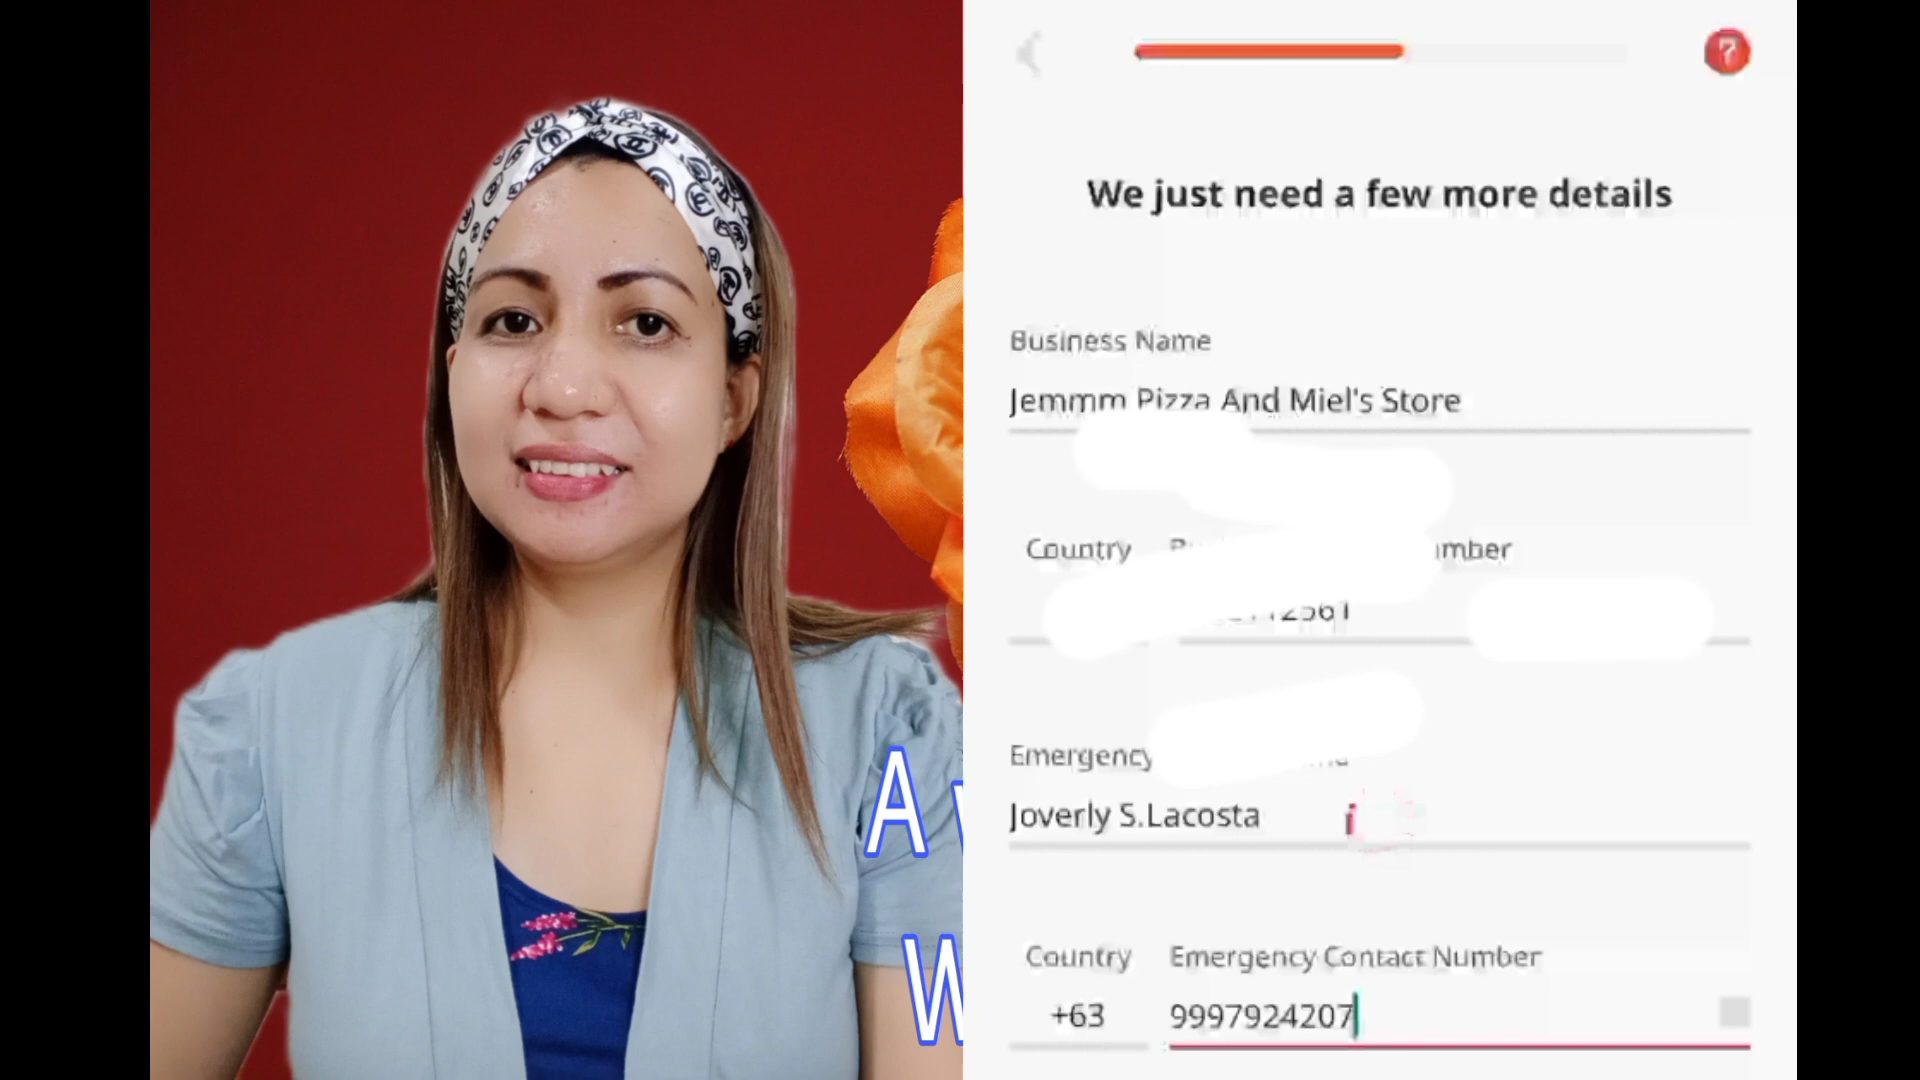 ?
We just need a few more details
Business Name
Jemmm Pizza And Miel's Store
Country
Emergency
Joverly S.Lacosta
Country Emergency Contact Number
+63 9997924207
A
W